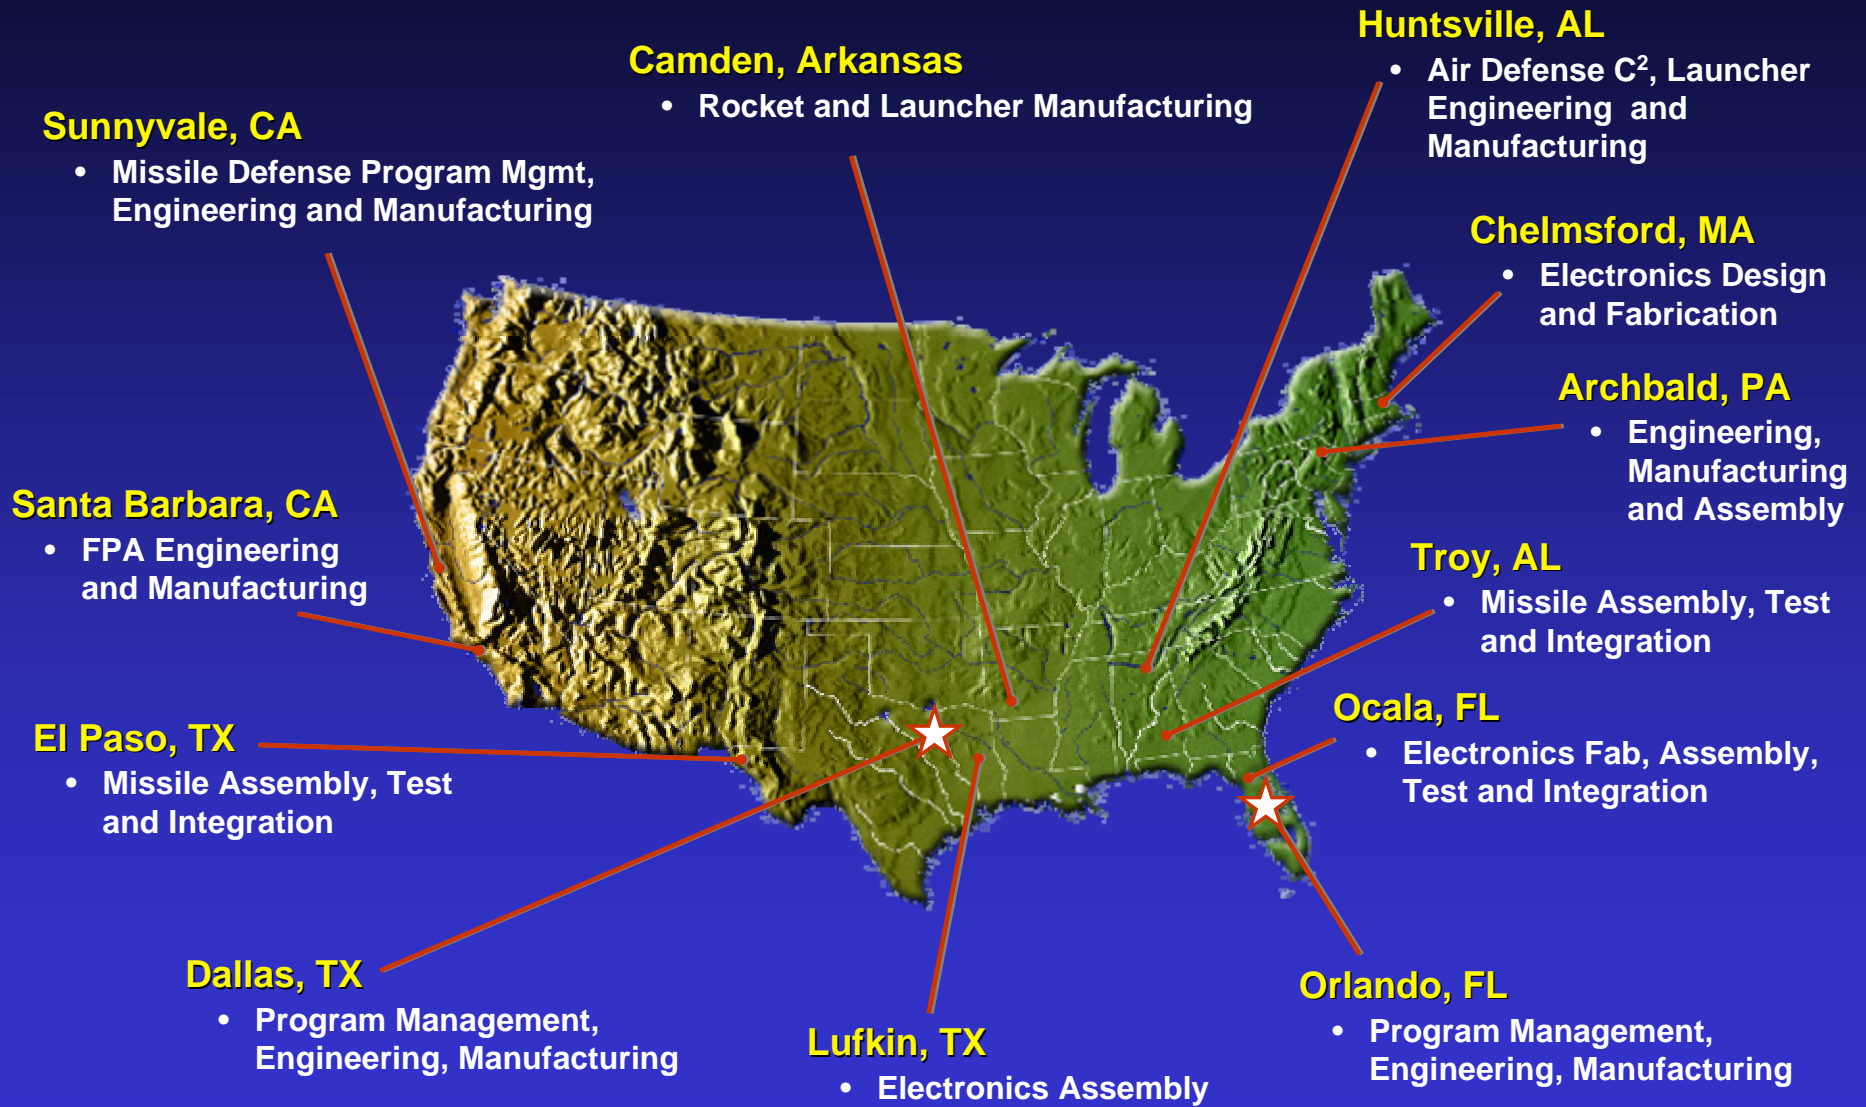 Huntsville, AL
• Air Defense C², Launcher
Engineering and
Manufacturing
Camden, Arkansas
• Rocket and Launcher Manufacturing
Sunnyvale, CA
• Missile Defense Program Mgmt,
Engineering and Manufacturing
Chelmsford, MA
• Electronics Design
and Fabrication
Archbald, PA
• Engineering,
Manufacturing
and Assembly
Santa Barbara, CA
• FPA Engineering
and Manufacturing
Troy, AL
• Missile Assembly, Test
and Integration
Ocala, FL
• Electronics Fab, Assembly,
Test and Integration
El Paso, TX
• Missile Assembly, Test
and Integration
Dallas, TX
• Program Management,
Engineering, Manufacturing
Lufkin, TX
• Electronics Assembly
Orlando, FL
• Program Management,
Engineering, Manufacturing